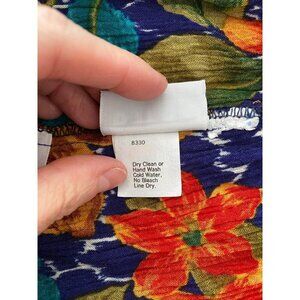 8330
Dry Clean or
Hand Wash
Cold Water,
No Bleach
Line Dry.